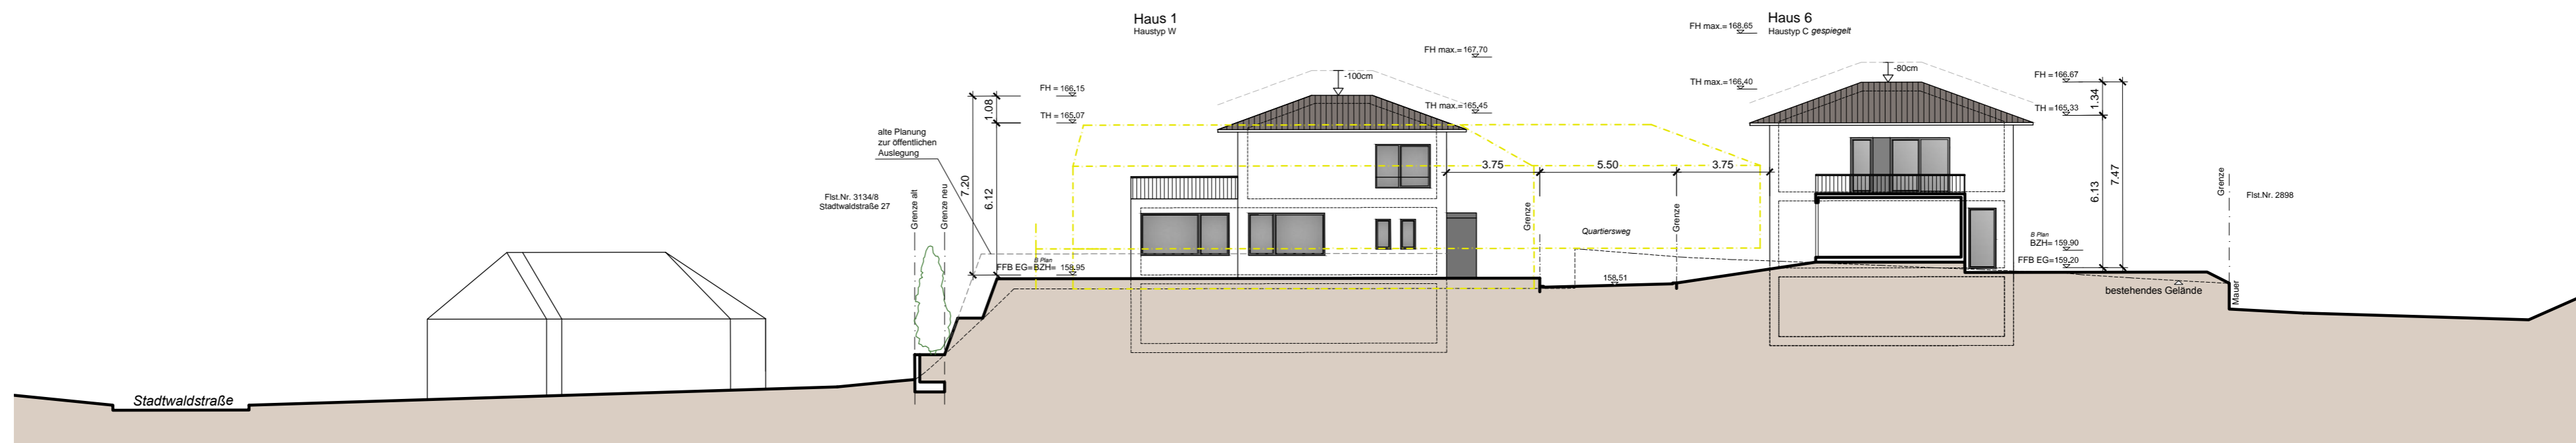 Haus 1
Haustyp W
FH max.= 167.70
FH max.= 168.65
Haus 6
Haustyp C gespiegelt
-100cm
-80cm
FH = 166.15
TH = 165.07
1.08
7.20
6.12
TH max.=165.45
TH max.=166.40
FH = 166.67
TH = 165.33
1.34
6.13
7.47
alte Planung
zur öffentlichen
Auslegung
Flst.Nr. 3134/8
Stadtwaldstraße 27
Grenze alt
Grenze neu
3.75
5.50
3.75
Grenze
Quartiersweg
Grenze
Grenze
Flst.Nr. 2898
B Plan
FFB EG=BZH= 158.95
158.51
B Plan
BZH= 159.90
FFB EG=159.20
bestehendes Gelände
Mauer
Stadtwaldstraße